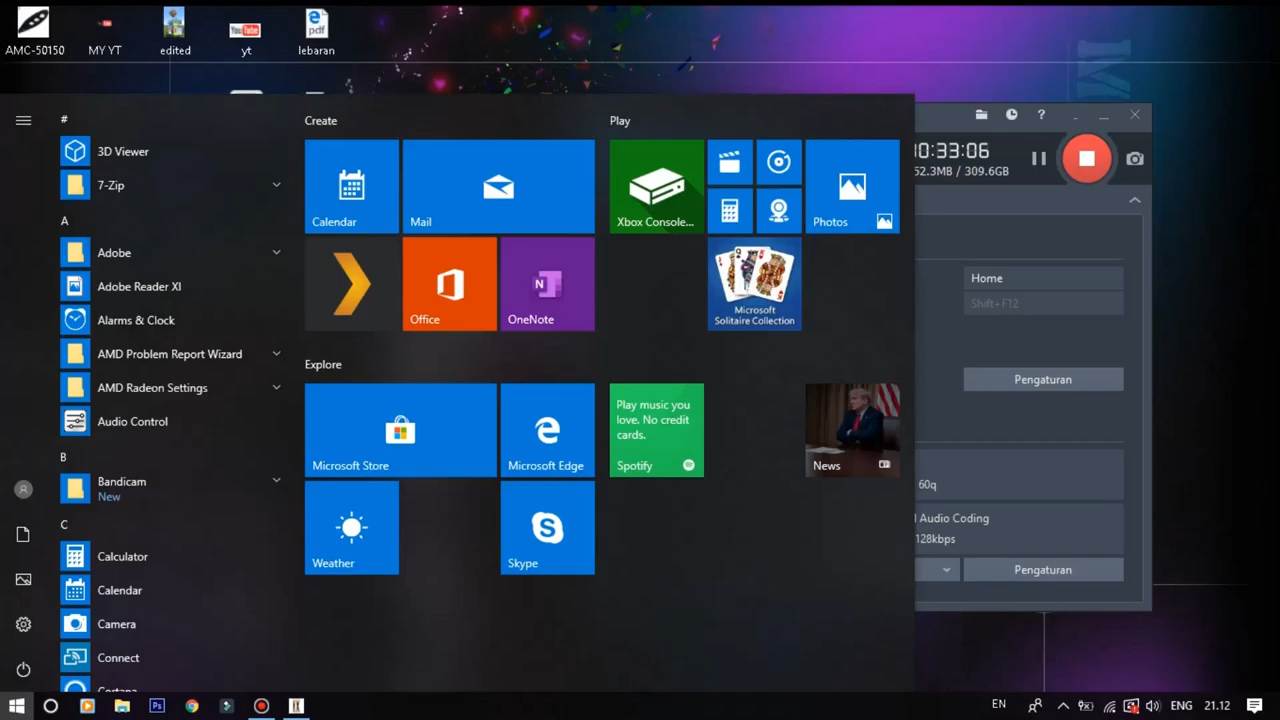 AMC-50150
MY YT
edited
yt
pdf
lebaran
#
3D Viewer
7-Zip
A
Adobe
Adobe Reader XI
Alarms & Clock
AMD Problem Report Wizard
AMD Radeon Settings
Audio Control
B
Bandicam
New
C
Calculator
Calendar
Camera
Connect
Cortana
Create
Calendar
Mail
Office
N
OneNote
Explore
Microsoft Store
Microsoft Edge
Weather
Skype
Play
Xbox Console...
Photos
Microsoft
Solitaire Collection
Play music you
love. No credit
cards.
Spotify
News
0:33:06
52.3MB / 309.6GB
Home
Shift+F12
Pengaturan
60q
Audio Coding
128kbps
Pengaturan
Ps
EN
ENG
21.12